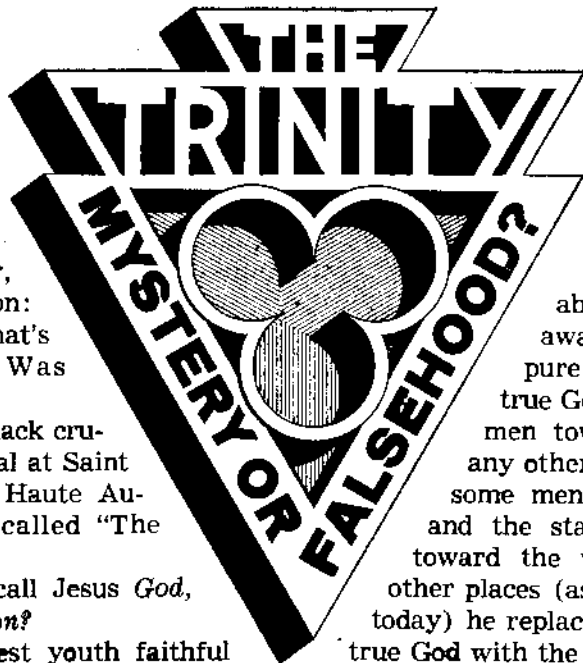 THE
TRINITY
MYSTERY OR
FALSEHOOD?
on:
hat's
Was
ack cru-
al at Saint
Haute Au-
called “The
call Jesus God,
on?
est youth faithful
ab
awa
pure
true Go
men tow
any other
some men
and the sta
toward the
other places (as
today) he replac
true God with the